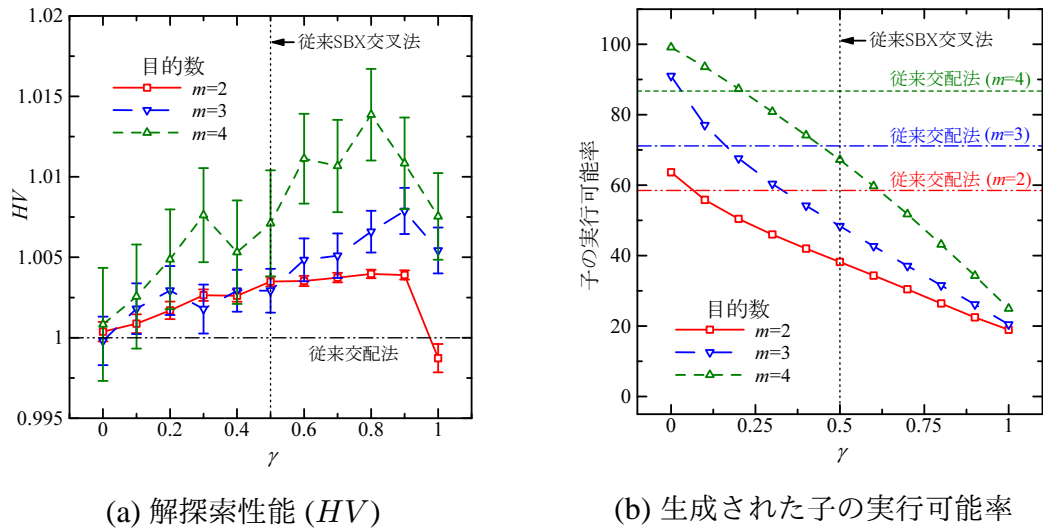 1.02
1.015
1.01
1.005
1
0.995
HV
従来SBX交叉法
目的数
m=2
m=3
m=4
従来交配法
0 0.2 0.4 0.6 0.8 1
γ
(a) 解探索性能 (HV)
100
80
60
40
20
0
子の実行可能率
従来SBX交叉法
従来交配法 (m=4)
従来交配法 (m=3)
従来交配法 (m=2)
目的数
m=2
m=3
m=4
0 0.25 0.5 0.75 1
γ
(b) 生成された子の実行可能率